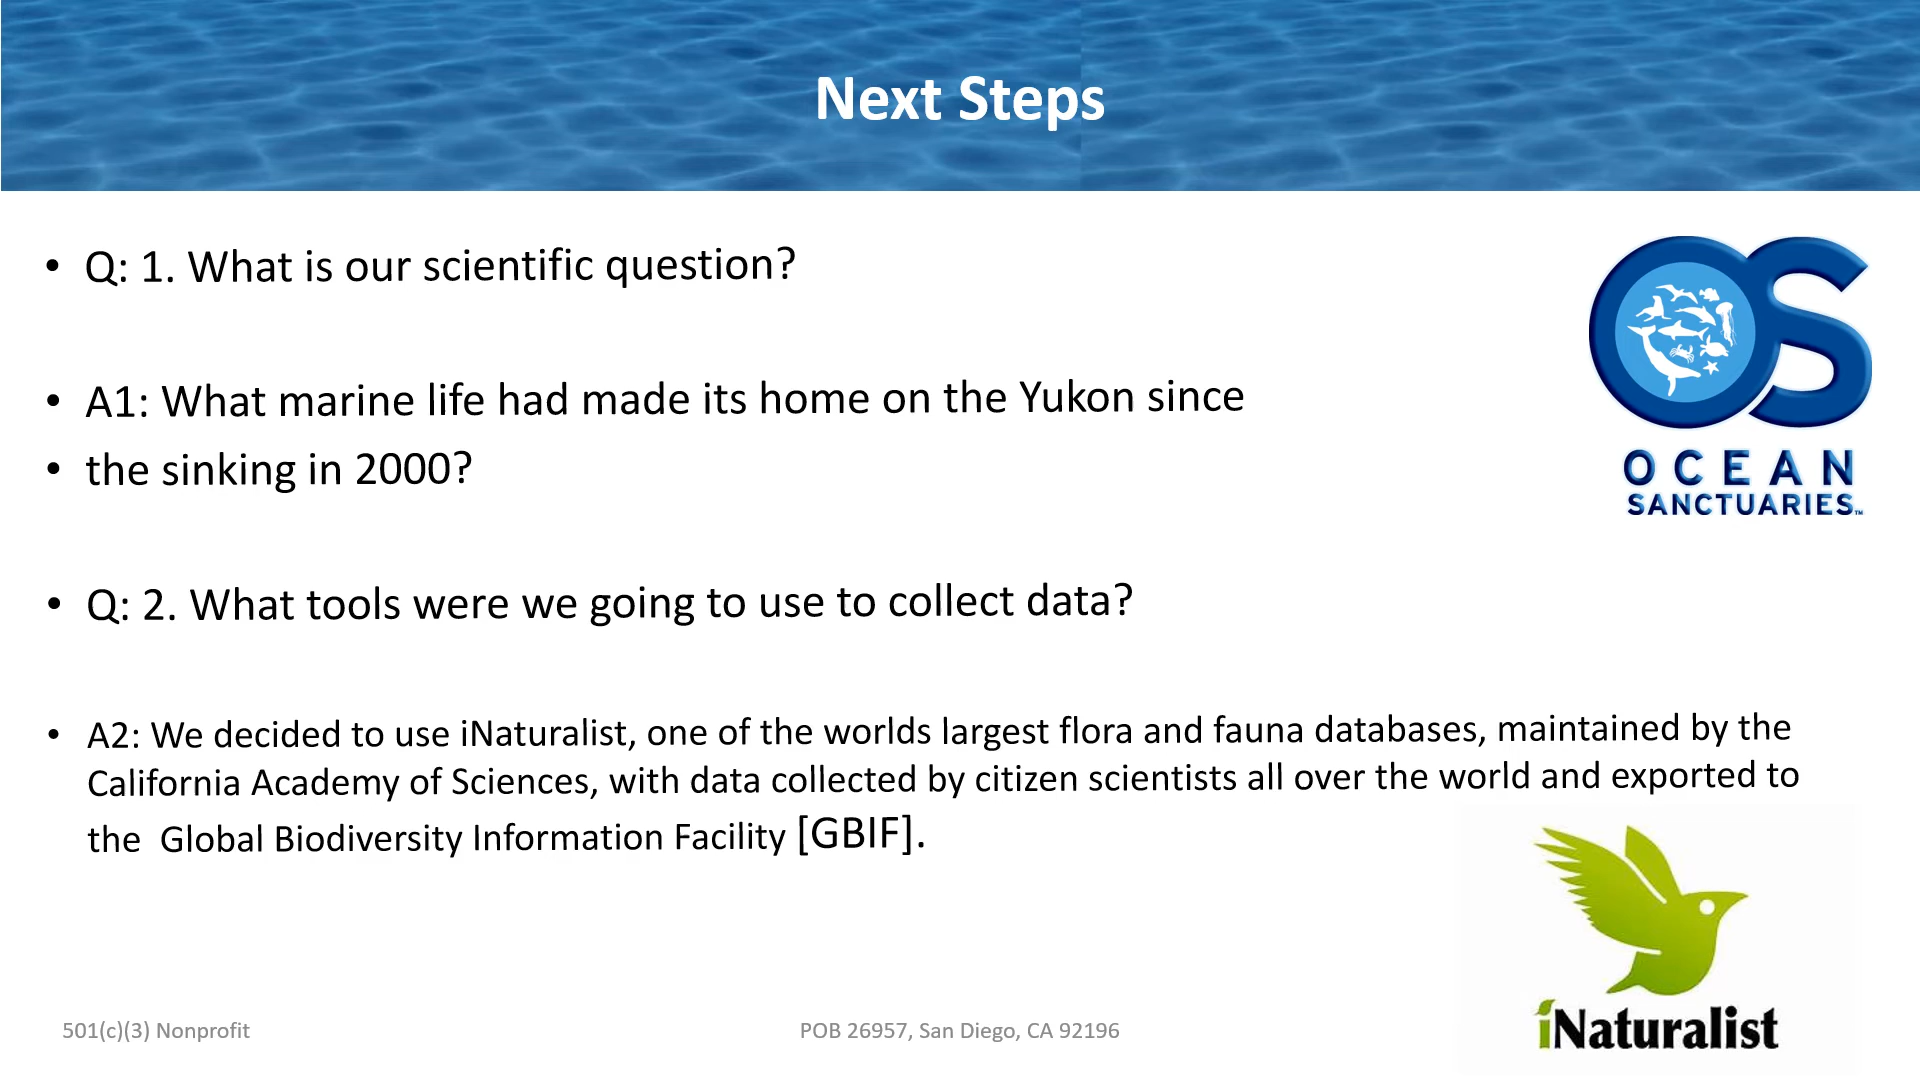 Next Steps
• Q: 1. What is our scientific question?
• A1: What marine life had made its home on the Yukon since
• the sinking in 2000?
OS
OCEAN
SANCTUARIES™
• Q: 2. What tools were we going to use to collect data?
• A2: We decided to use iNaturalist, one of the worlds largest flora and fauna databases, maintained by the
California Academy of Sciences, with data collected by citizen scientists all over the world and exported to
the  Global Biodiversity Information Facility [GBIF].
iNaturalist
501(c)(3) Nonprofit
POB 26957, San Diego, CA 92196